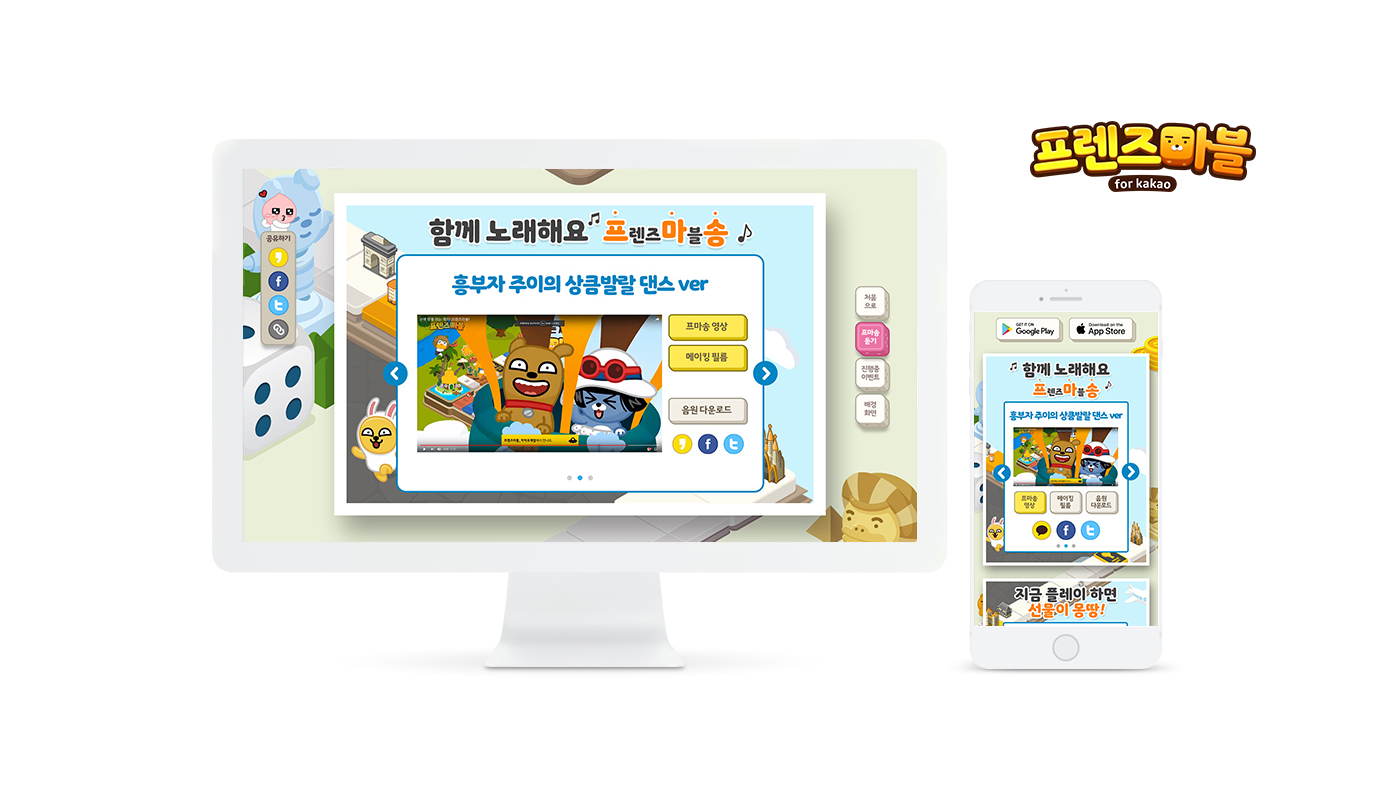 프렌즈마블
for kakao
공유하기
함께 노래해요 프렌즈마블송
흥부자 주이의 상큼발랄 댄스 ver
프렌즈마블
프마송 영상
메이킹 필름
음원 다운로드
처음
으로
프마송
듣기
진행중
이벤트
배경
화면
GET IT ON
Google Play
Download on the
App Store
함께 노래해요
프렌즈마블송
흥부자 주이의 상큼발랄 댄스 ver
프마송
영상
메이킹
필름
음원
다운로드
지금 플레이 하면
선물이 몽땅!